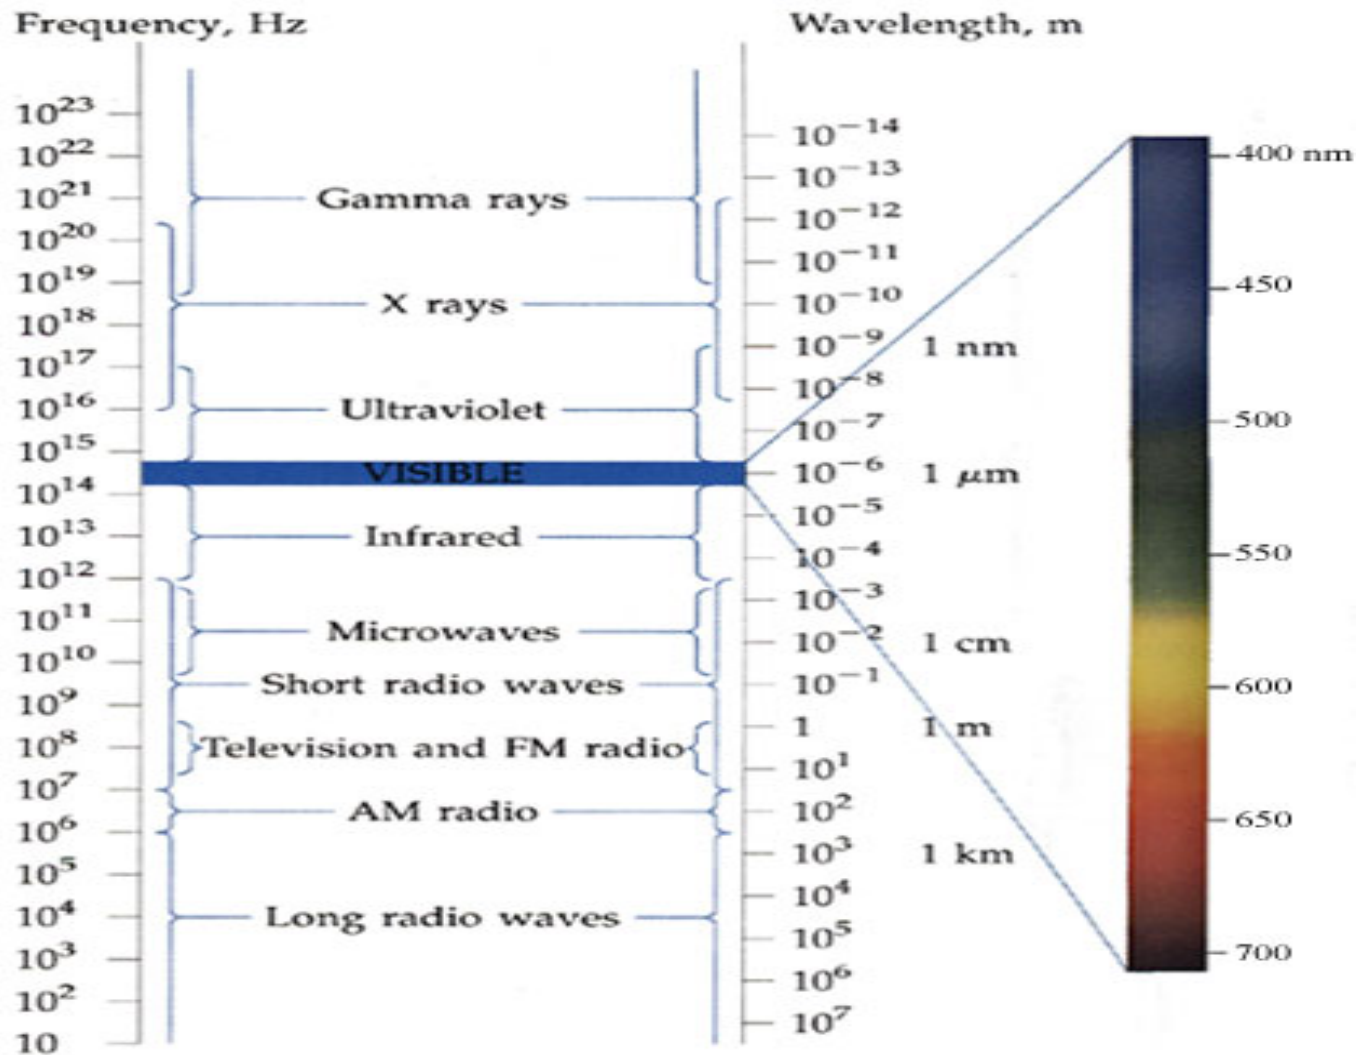 Frequency, Hz
Wavelength, m
10²³
10²²
10²¹
10²⁰
10¹⁹
10¹⁸
10¹⁷
10¹⁶
10¹⁵
10¹⁴
10¹³
10¹²
10¹¹
10¹⁰
10⁹
10⁸
10⁷
10⁶
10⁵
10⁴
10³
10²
10
Gamma rays
X rays
Ultraviolet
VISIBLE
Infrared
Microwaves
Short radio waves
Television and FM radio
AM radio
Long radio waves
10⁻¹⁴
10⁻¹³
10⁻¹²
10⁻¹¹
10⁻¹⁰
10⁻⁹ 1 nm
10⁻⁸
10⁻⁷
10⁻⁶ 1 μm
10⁻⁵
10⁻⁴
10⁻³
10⁻² 1 cm
10⁻¹
1 1 m
10¹
10²
10³ 1 km
10⁴
10⁵
10⁶
10⁷
400 nm
450
500
550
600
650
700